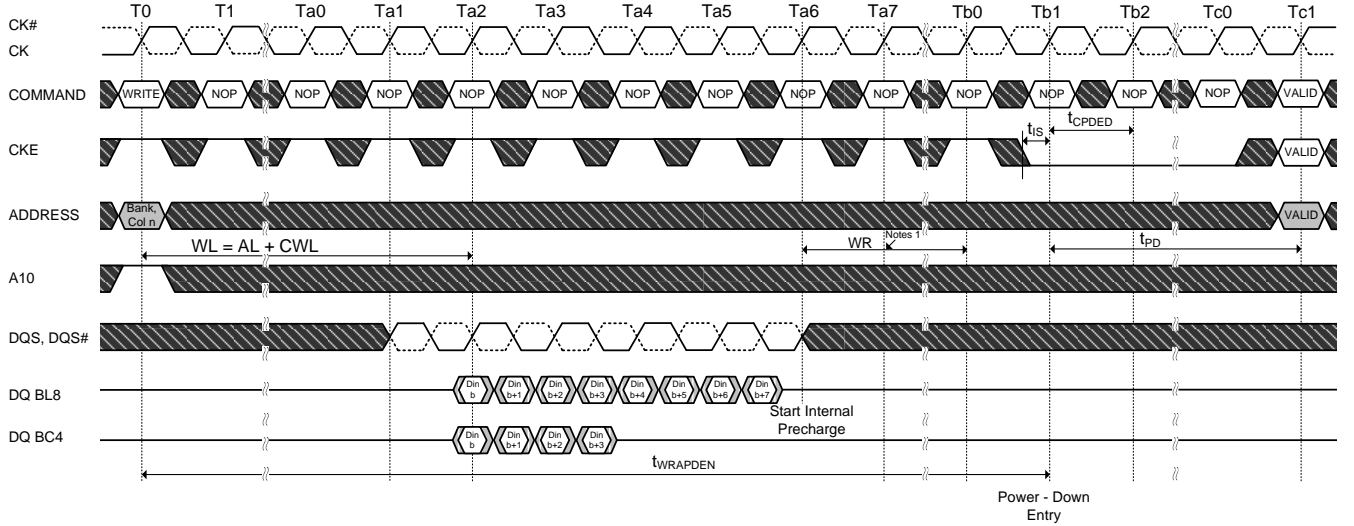 T0 T1 Ta0 Ta1 Ta2 Ta3 Ta4 Ta5 Ta6 Ta7 Tb0 Tb1 Tb2 Tc0 Tc1
CK#
CK
COMMAND WRITE NOP NOP NOP NOP NOP NOP NOP NOP NOP NOP NOP NOP NOP VALID
tIS tCPDED
CKE VALID
ADDRESS Bank, Col n VALID
WL = AL + CWL WR Notes 1 tPD
A10
DQS, DQS#
DQ BL8 Din b Din b+1 Din b+2 Din b+3 Din b+4 Din b+5 Din b+6 Din b+7
Start Internal
Precharge
DQ BC4 Din b Din b+1 Din b+2 Din b+3
tWRAPDEN
Power - Down
Entry